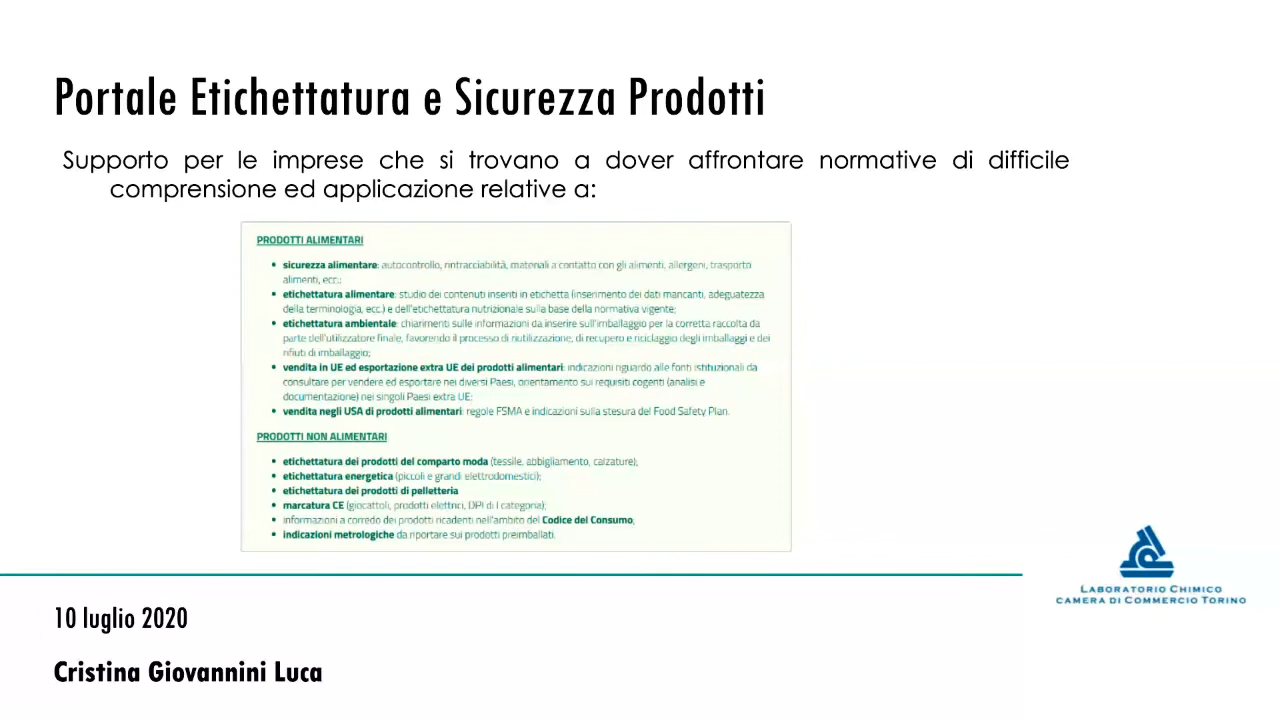 Portale Etichettatura e Sicurezza Prodotti
Supporto per le imprese che si trovano a dover affrontare normative di difficile
comprensione ed applicazione relative a:
PRODOTTI ALIMENTARI
• sicurezza alimentare: autocontrollo, rintracciabilità, materiali a contatto con gli alimenti, allergeni, trasporto
alimenti, ecc.;
• etichettatura alimentare: studio dei contenuti inseriti in etichetta (inserimento dei dati mancanti, adeguatezza
della terminologia, ecc.) e dell'etichettatura nutrizionale sulla base della normativa vigente;
• etichettatura ambientale: chiarimenti sulle informazioni da inserire sull'imballaggio per la corretta raccolta da
parte dell'utilizzatore finale, favorendo il processo di riutilizzazione, di recupero e riciclaggio degli imballaggi e dei
rifiuti di imballaggio;
• vendita in UE ed esportazione extra UE dei prodotti alimentari: indicazioni riguardo alle fonti istituzionali da
consultare per vendere ed esportare nei diversi Paesi, orientamento sui requisiti cogenti (analisi e
documentazione) nei singoli Paesi extra UE;
• vendita negli USA di prodotti alimentari: regole FSMA e indicazioni sulla stesura del Food Safety Plan.
PRODOTTI NON ALIMENTARI
• etichettatura dei prodotti del comparto moda (tessile, abbigliamento, calzature);
• etichettatura energetica (piccoli e grandi elettrodomestici);
• etichettatura dei prodotti di pelletteria
• marcatura CE (giocattoli, prodotti elettrici, DPI di I categoria);
• informazioni a corredo dei prodotti ricadenti nell'ambito del Codice del Consumo;
• indicazioni metrologiche da riportare sui prodotti preimballati.
LABORATORIO CHIMICO
CAMERA DI COMMERCIO TORINO
10 luglio 2020
Cristina Giovannini Luca